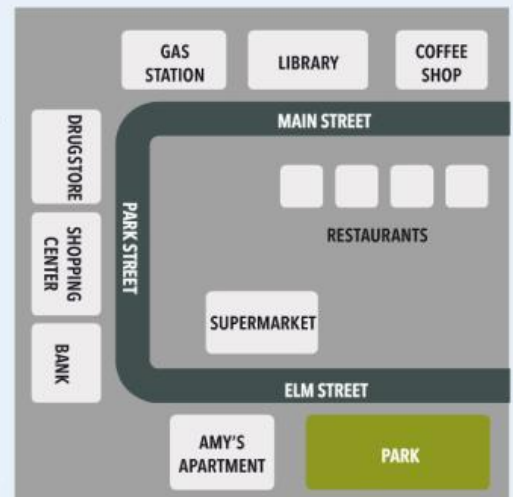 GAS
STATION
LIBRARY
COFFEE
SHOP
MAIN STREET
DRUGSTORE
PARK STREET
RESTAURANTS
SHOPPING
CENTER
SUPERMARKET
BANK
ELM STREET
AMY'S
APARTMENT
PARK